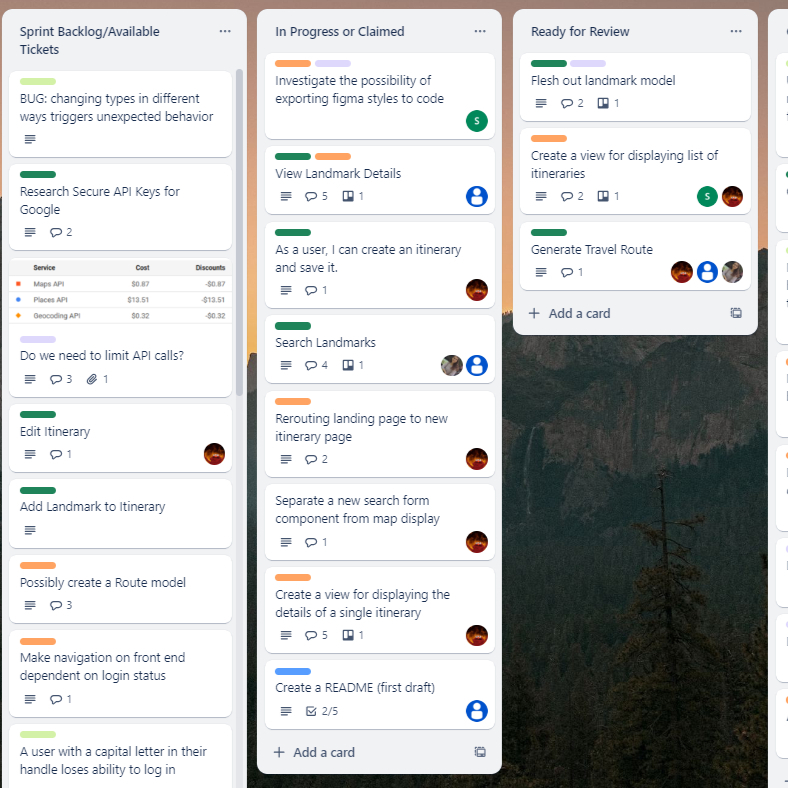 Sprint Backlog/Available
Tickets
BUG: changing types in different
ways triggers unexpected behavior
Research Secure API Keys for
Google
2
Service Cost Discounts
Maps API $0.87 -$0.87
Places API $13.51 -$13.51
Geocoding API $0.32 -$0.32
Do we need to limit API calls?
3 1
Edit Itinerary
1
Add Landmark to Itinerary
Possibly create a Route model
3
Make navigation on front end
dependent on login status
1
A user with a capital letter in their
handle loses ability to log in
In Progress or Claimed
Investigate the possibility of
exporting figma styles to code
S
View Landmark Details
5 1
As a user, I can create an itinerary
and save it.
1
Search Landmarks
4 1
Rerouting landing page to new
itinerary page
2
Separate a new search form
component from map display
1
Create a view for displaying the
details of a single itinerary
5 1
Create a README (first draft)
2/5
+ Add a card
Ready for Review
Flesh out landmark model
2 1
Create a view for displaying list of
itineraries
2 1 S
Generate Travel Route
1
+ Add a card